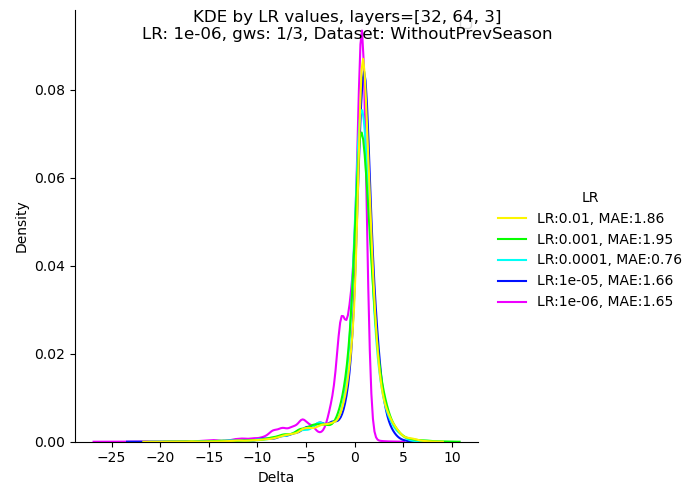 KDE by LR values, layers=[32, 64, 3]
LR: 1e-06, gws: 1/3, Dataset: WithoutPrevSeason
0.08
0.06
0.04
0.02
0.00
Density
−25 −20 −15 −10 −5 0 5 10
Delta
LR
LR:0.01, MAE:1.86
LR:0.001, MAE:1.95
LR:0.0001, MAE:0.76
LR:1e-05, MAE:1.66
LR:1e-06, MAE:1.65